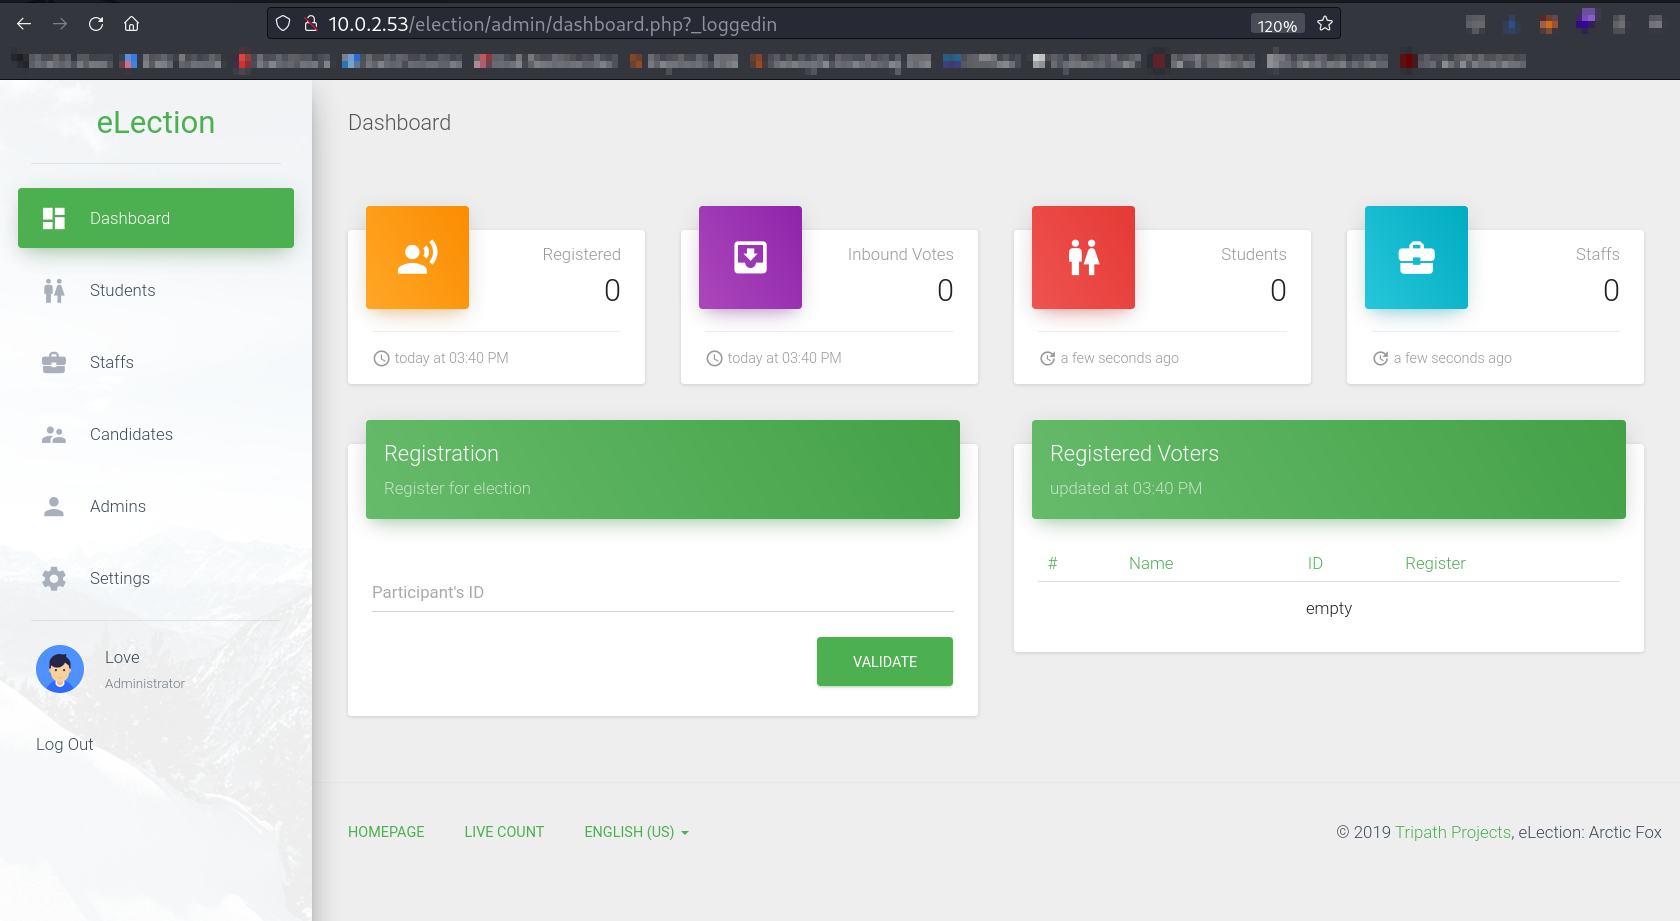 10.0.2.53/election/admin/dashboard.php?_loggedin
120%
eLection
Dashboard
Students
Staffs
Candidates
Admins
Settings
Love
Administrator
Log Out
Dashboard
Registered
0
today at 03:40 PM
Inbound Votes
0
today at 03:40 PM
Students
0
a few seconds ago
Staffs
0
a few seconds ago
Registration
Register for election
Participant's ID
VALIDATE
Registered Voters
updated at 03:40 PM
# Name ID Register
empty
HOMEPAGE LIVE COUNT ENGLISH (US)
© 2019 Tripath Projects, eLection: Arctic Fox